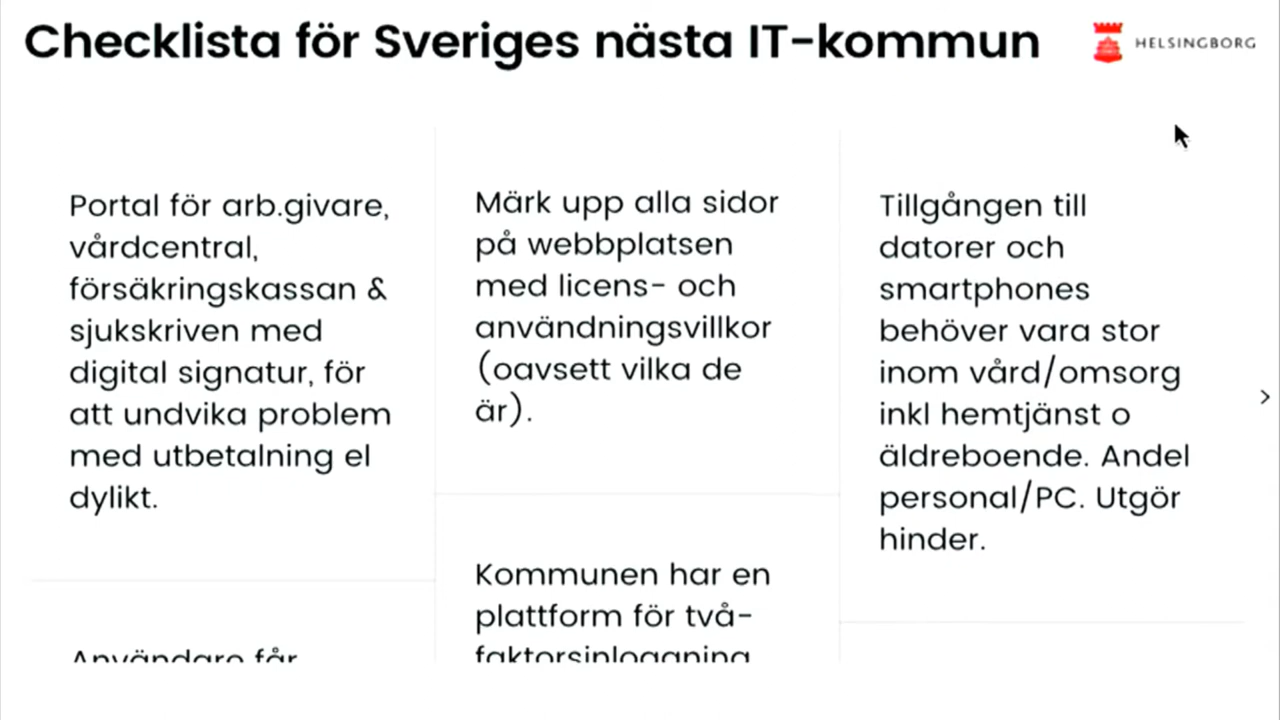 Checklista för Sveriges nästa IT-kommun
HELSINGBORG
Portal för arb.givare,
vårdcentral,
försäkringskassan &
sjukskriven med
digital signatur, för
att undvika problem
med utbetalning el
dylikt.
Användare får
Märk upp alla sidor
på webbplatsen
med licens- och
användningsvillkor
(oavsett vilka de
är).
Kommunen har en
plattform för två-
faktorsinloggning
Tillgången till
datorer och
smartphones
behöver vara stor
inom vård/omsorg
inkl hemtjänst o
äldreboende. Andel
personal/PC. Utgör
hinder.